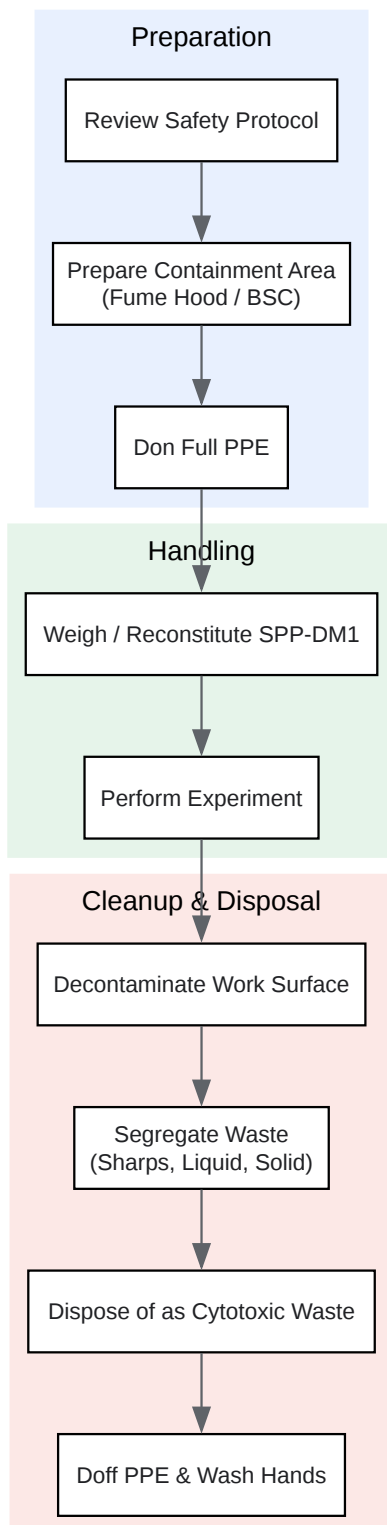 Preparation
Review Safety Protocol
Prepare Containment Area
(Fume Hood / BSC)
Don Full PPE
Handling
Weigh / Reconstitute SPP-DM1
Perform Experiment
Cleanup & Disposal
Decontaminate Work Surface
Segregate Waste
(Sharps, Liquid, Solid)
Dispose of as Cytotoxic Waste
Doff PPE & Wash Hands